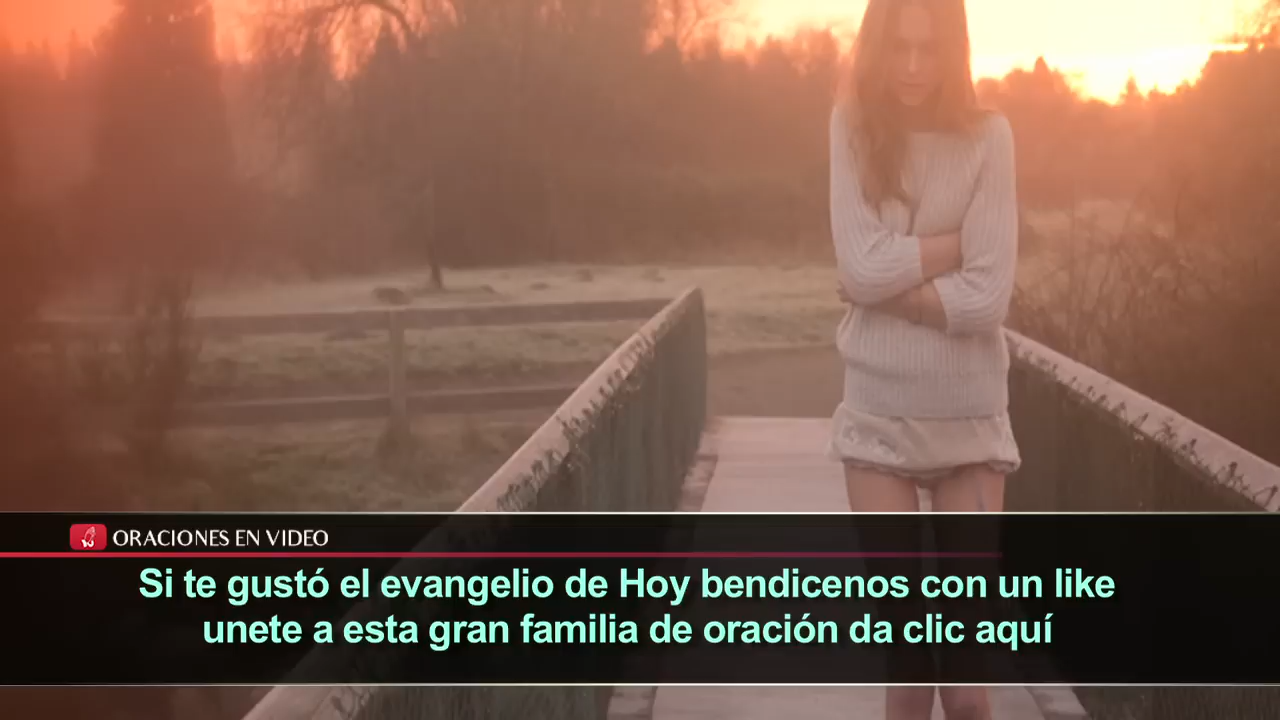 ORACIONES EN VIDEO
Si te gustó el evangelio de Hoy bendicenos con un like
unete a esta gran familia de oración da clic aquí